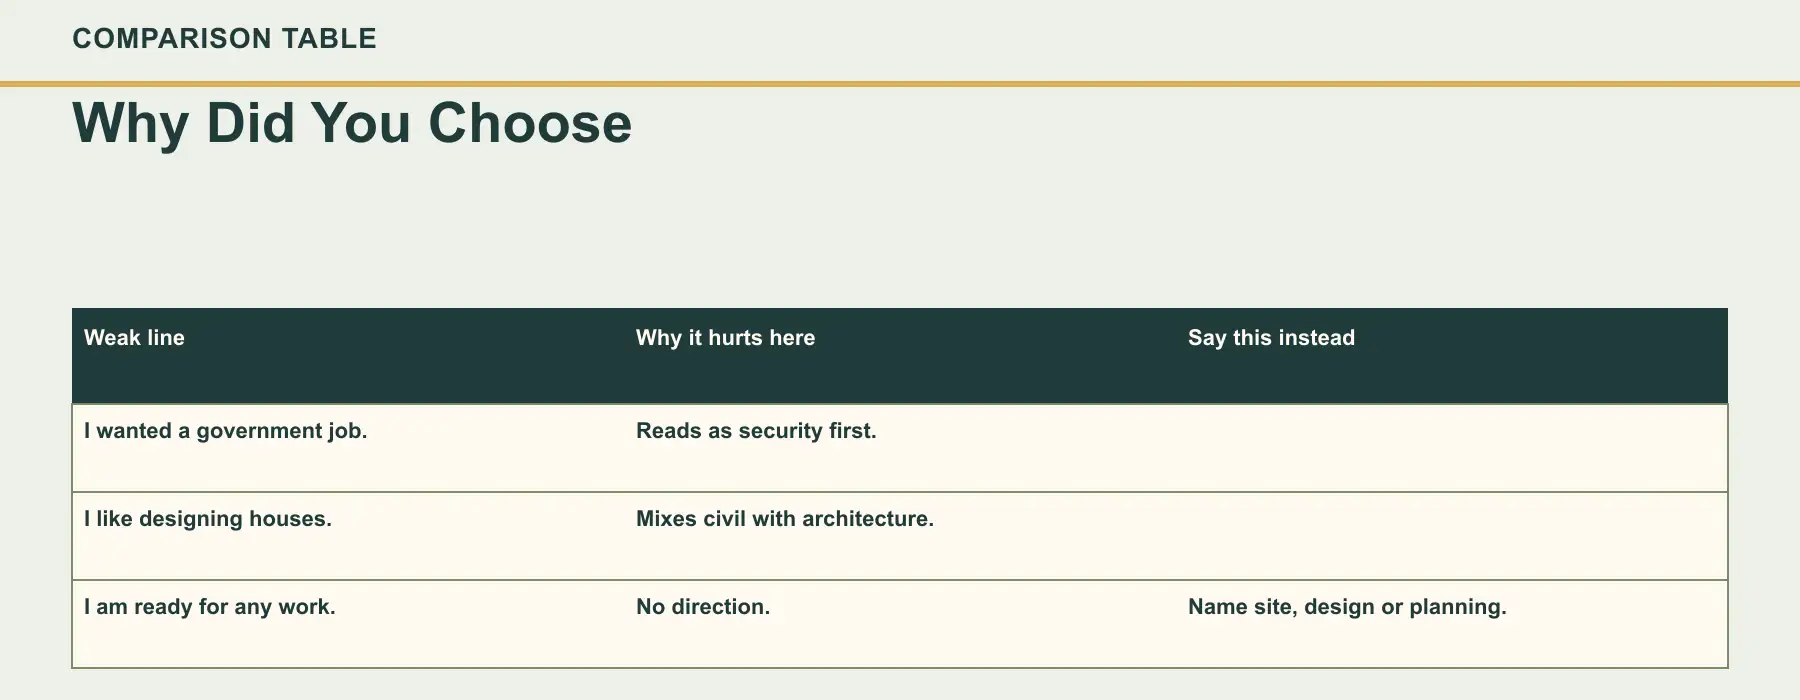 COMPARISON TABLE
Why Did You Choose
Weak line Why it hurts here Say this instead
I wanted a government job. Reads as security first.
I like designing houses. Mixes civil with architecture.
I am ready for any work. No direction. Name site, design or planning.